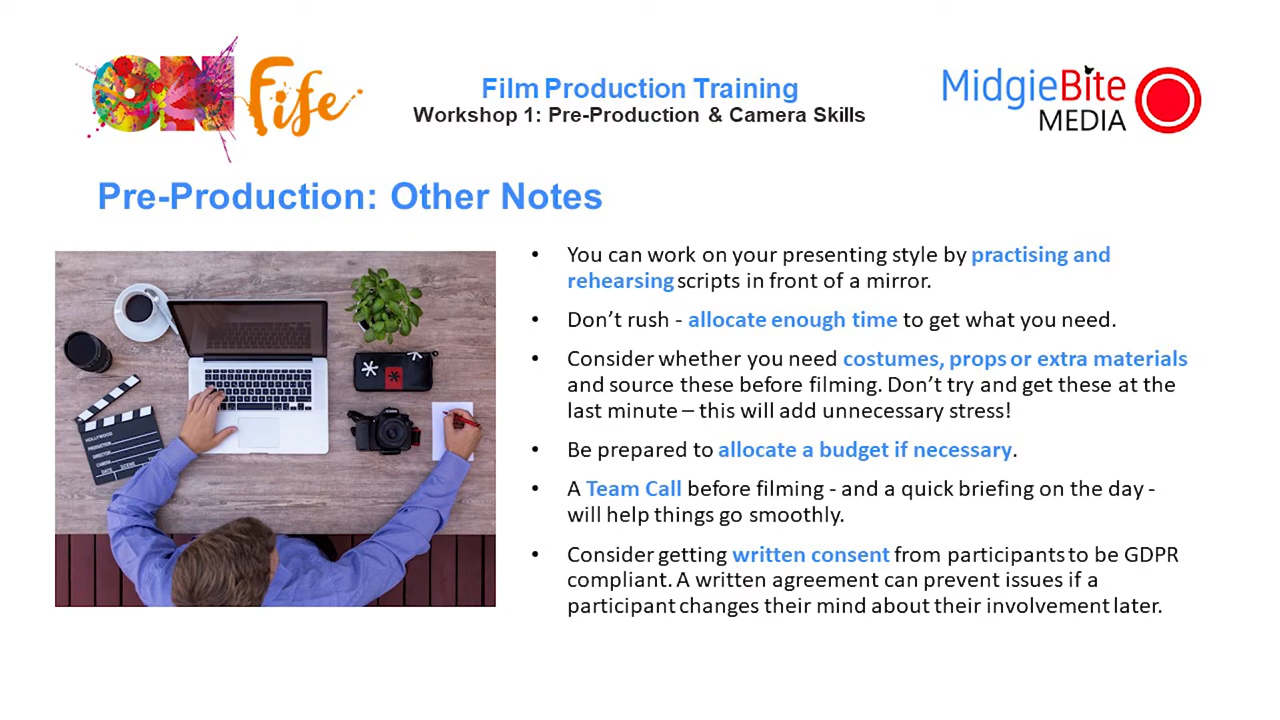 ON Fife
Film Production Training
Workshop 1: Pre-Production & Camera Skills
MidgieBite
MEDIA
Pre-Production: Other Notes
• You can work on your presenting style by practising and
rehearsing scripts in front of a mirror.
• Don’t rush - allocate enough time to get what you need.
• Consider whether you need costumes, props or extra materials
and source these before filming. Don’t try and get these at the
last minute – this will add unnecessary stress!
• Be prepared to allocate a budget if necessary.
• A Team Call before filming - and a quick briefing on the day -
will help things go smoothly.
• Consider getting written consent from participants to be GDPR
compliant. A written agreement can prevent issues if a
participant changes their mind about their involvement later.
HOLLYWOOD
PRODUCTION
DIRECTOR
CAMERA
DATE SCENE